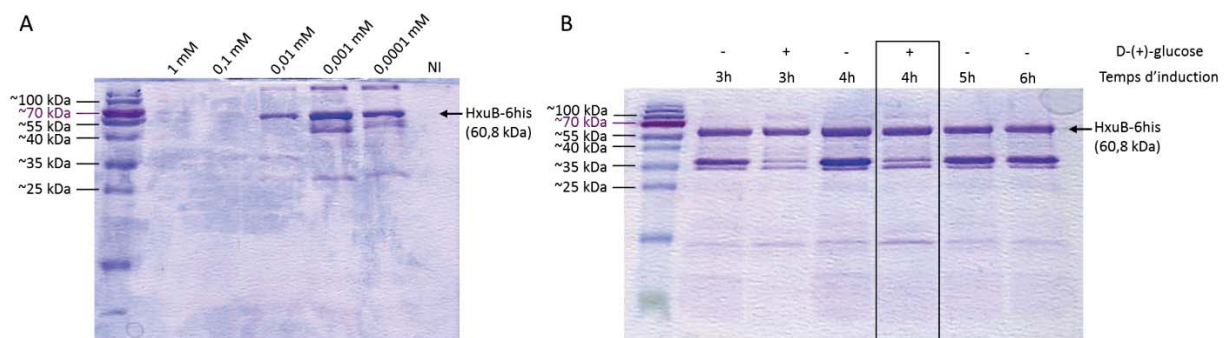 A
1 mM
0,1 mM
0,01 mM
0,001 mM
0,0001 mM
NI
~100 kDa
~70 kDa
~55 kDa
~40 kDa
~35 kDa
~25 kDa
HxuB-6his
(60,8 kDa)
B
- + - + - - D-(+)-glucose
3h 3h 4h 4h 5h 6h Temps d'induction
~100 kDa
~70 kDa
~55 kDa
~40 kDa
~35 kDa
~25 kDa
HxuB-6his
(60,8 kDa)